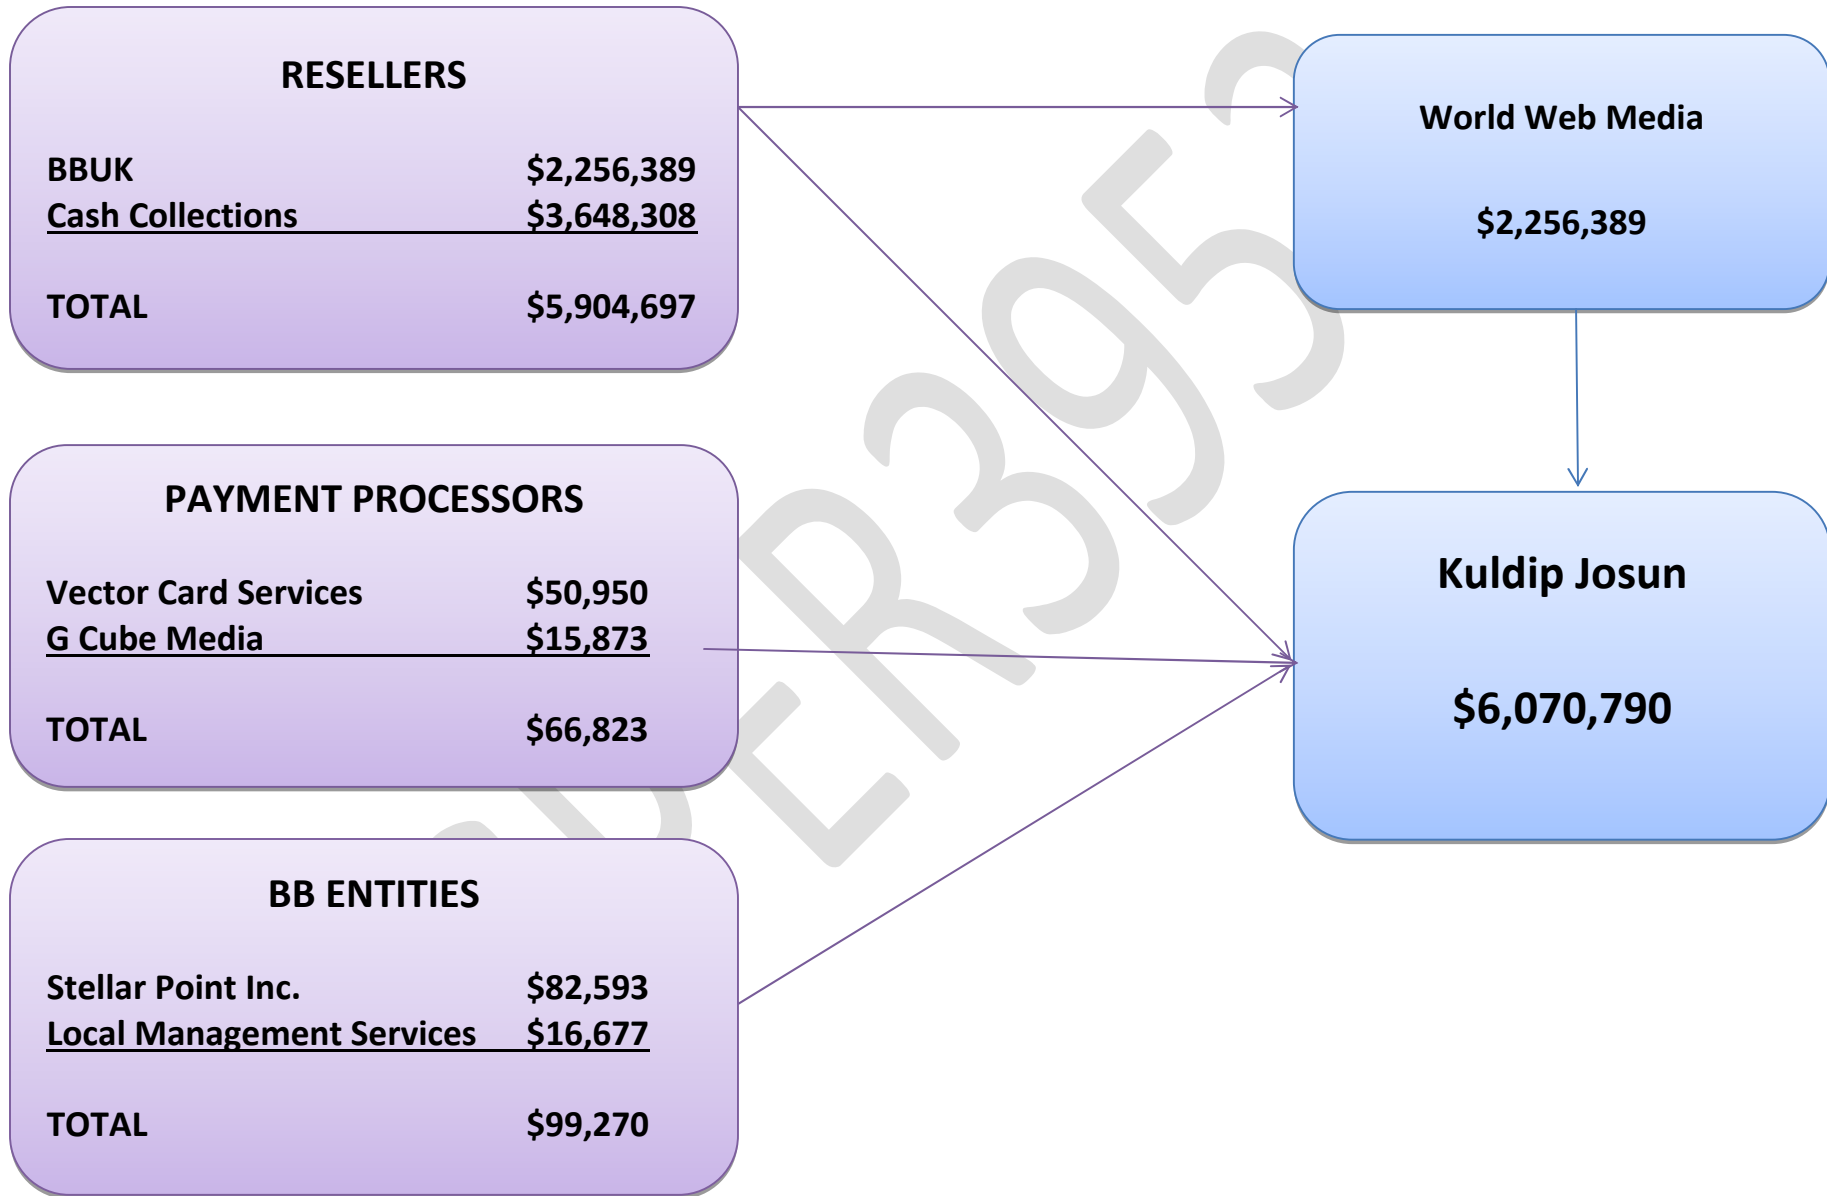 RESELLERS
BBUK $2,256,389
Cash Collections $3,648,308
TOTAL $5,904,697
World Web Media
$2,256,389
PAYMENT PROCESSORS
Vector Card Services $50,950
G Cube Media $15,873
TOTAL $66,823
Kuldip Josun
$6,070,790
BB ENTITIES
Stellar Point Inc. $82,593
Local Management Services $16,677
TOTAL $99,270